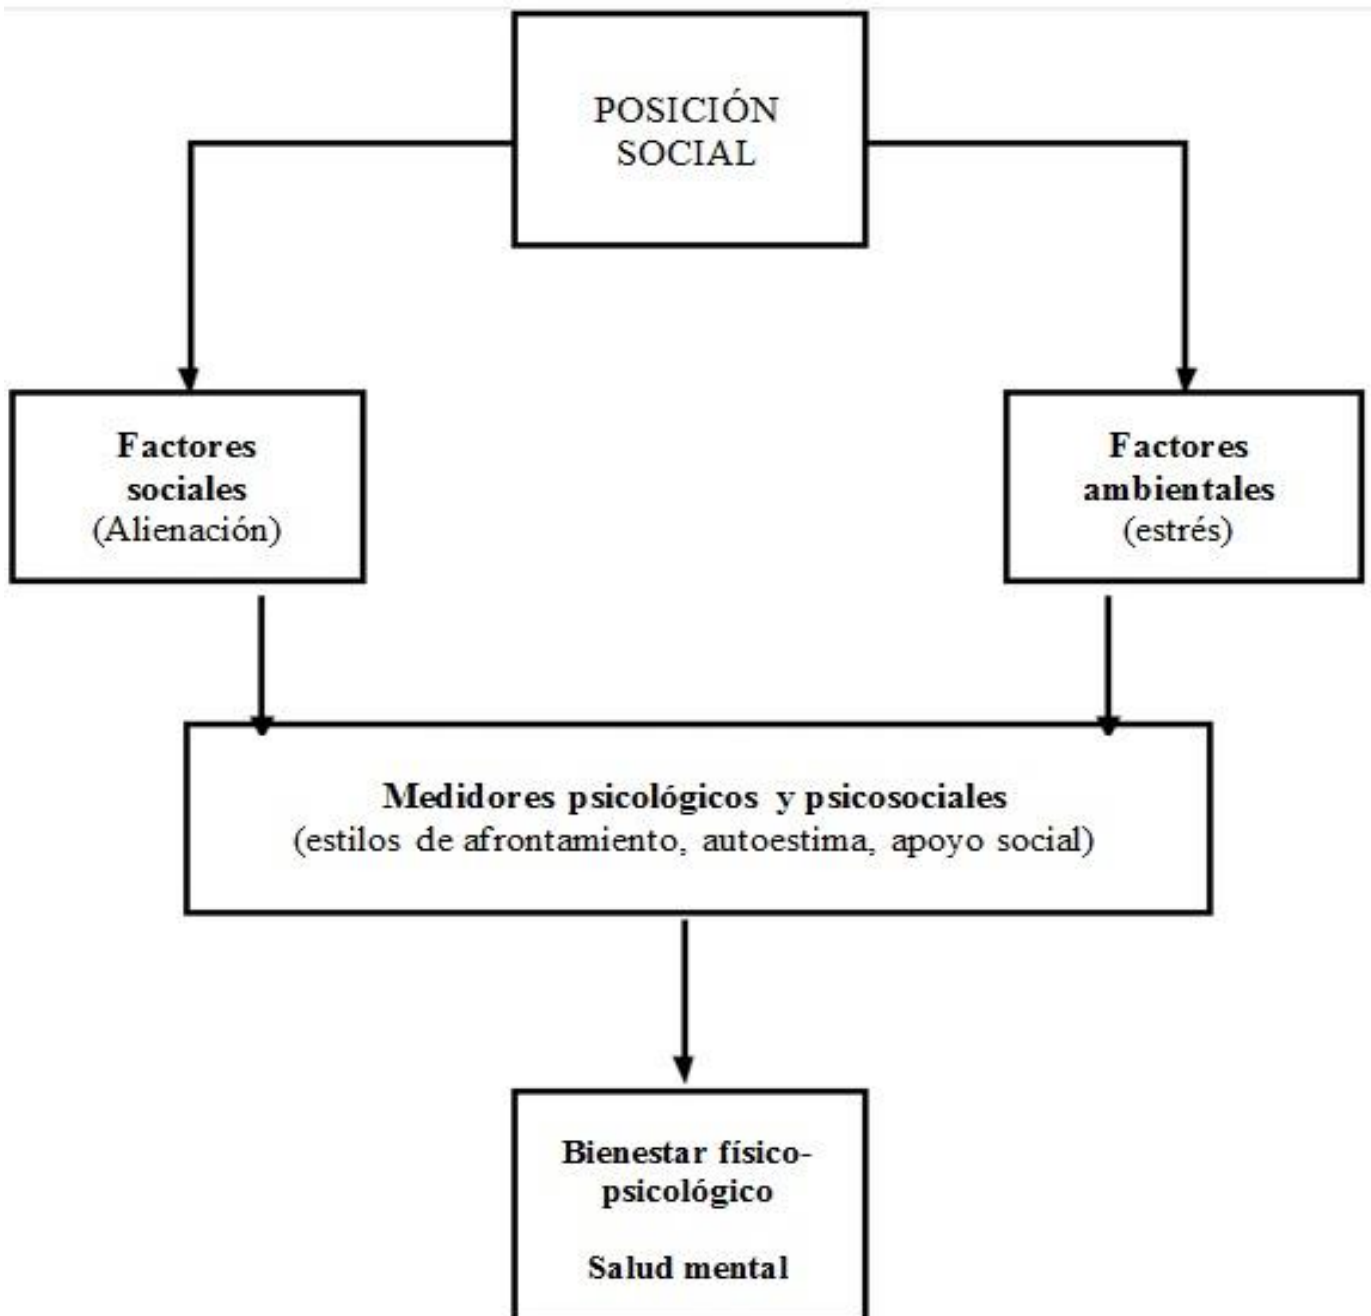 POSICIÓN
SOCIAL
Factores
sociales
(Alienación)
Factores
ambientales
(estrés)
Medidores psicológicos y psicosociales
(estilos de afrontamiento, autoestima, apoyo social)
Bienestar físico-
psicológico
Salud mental